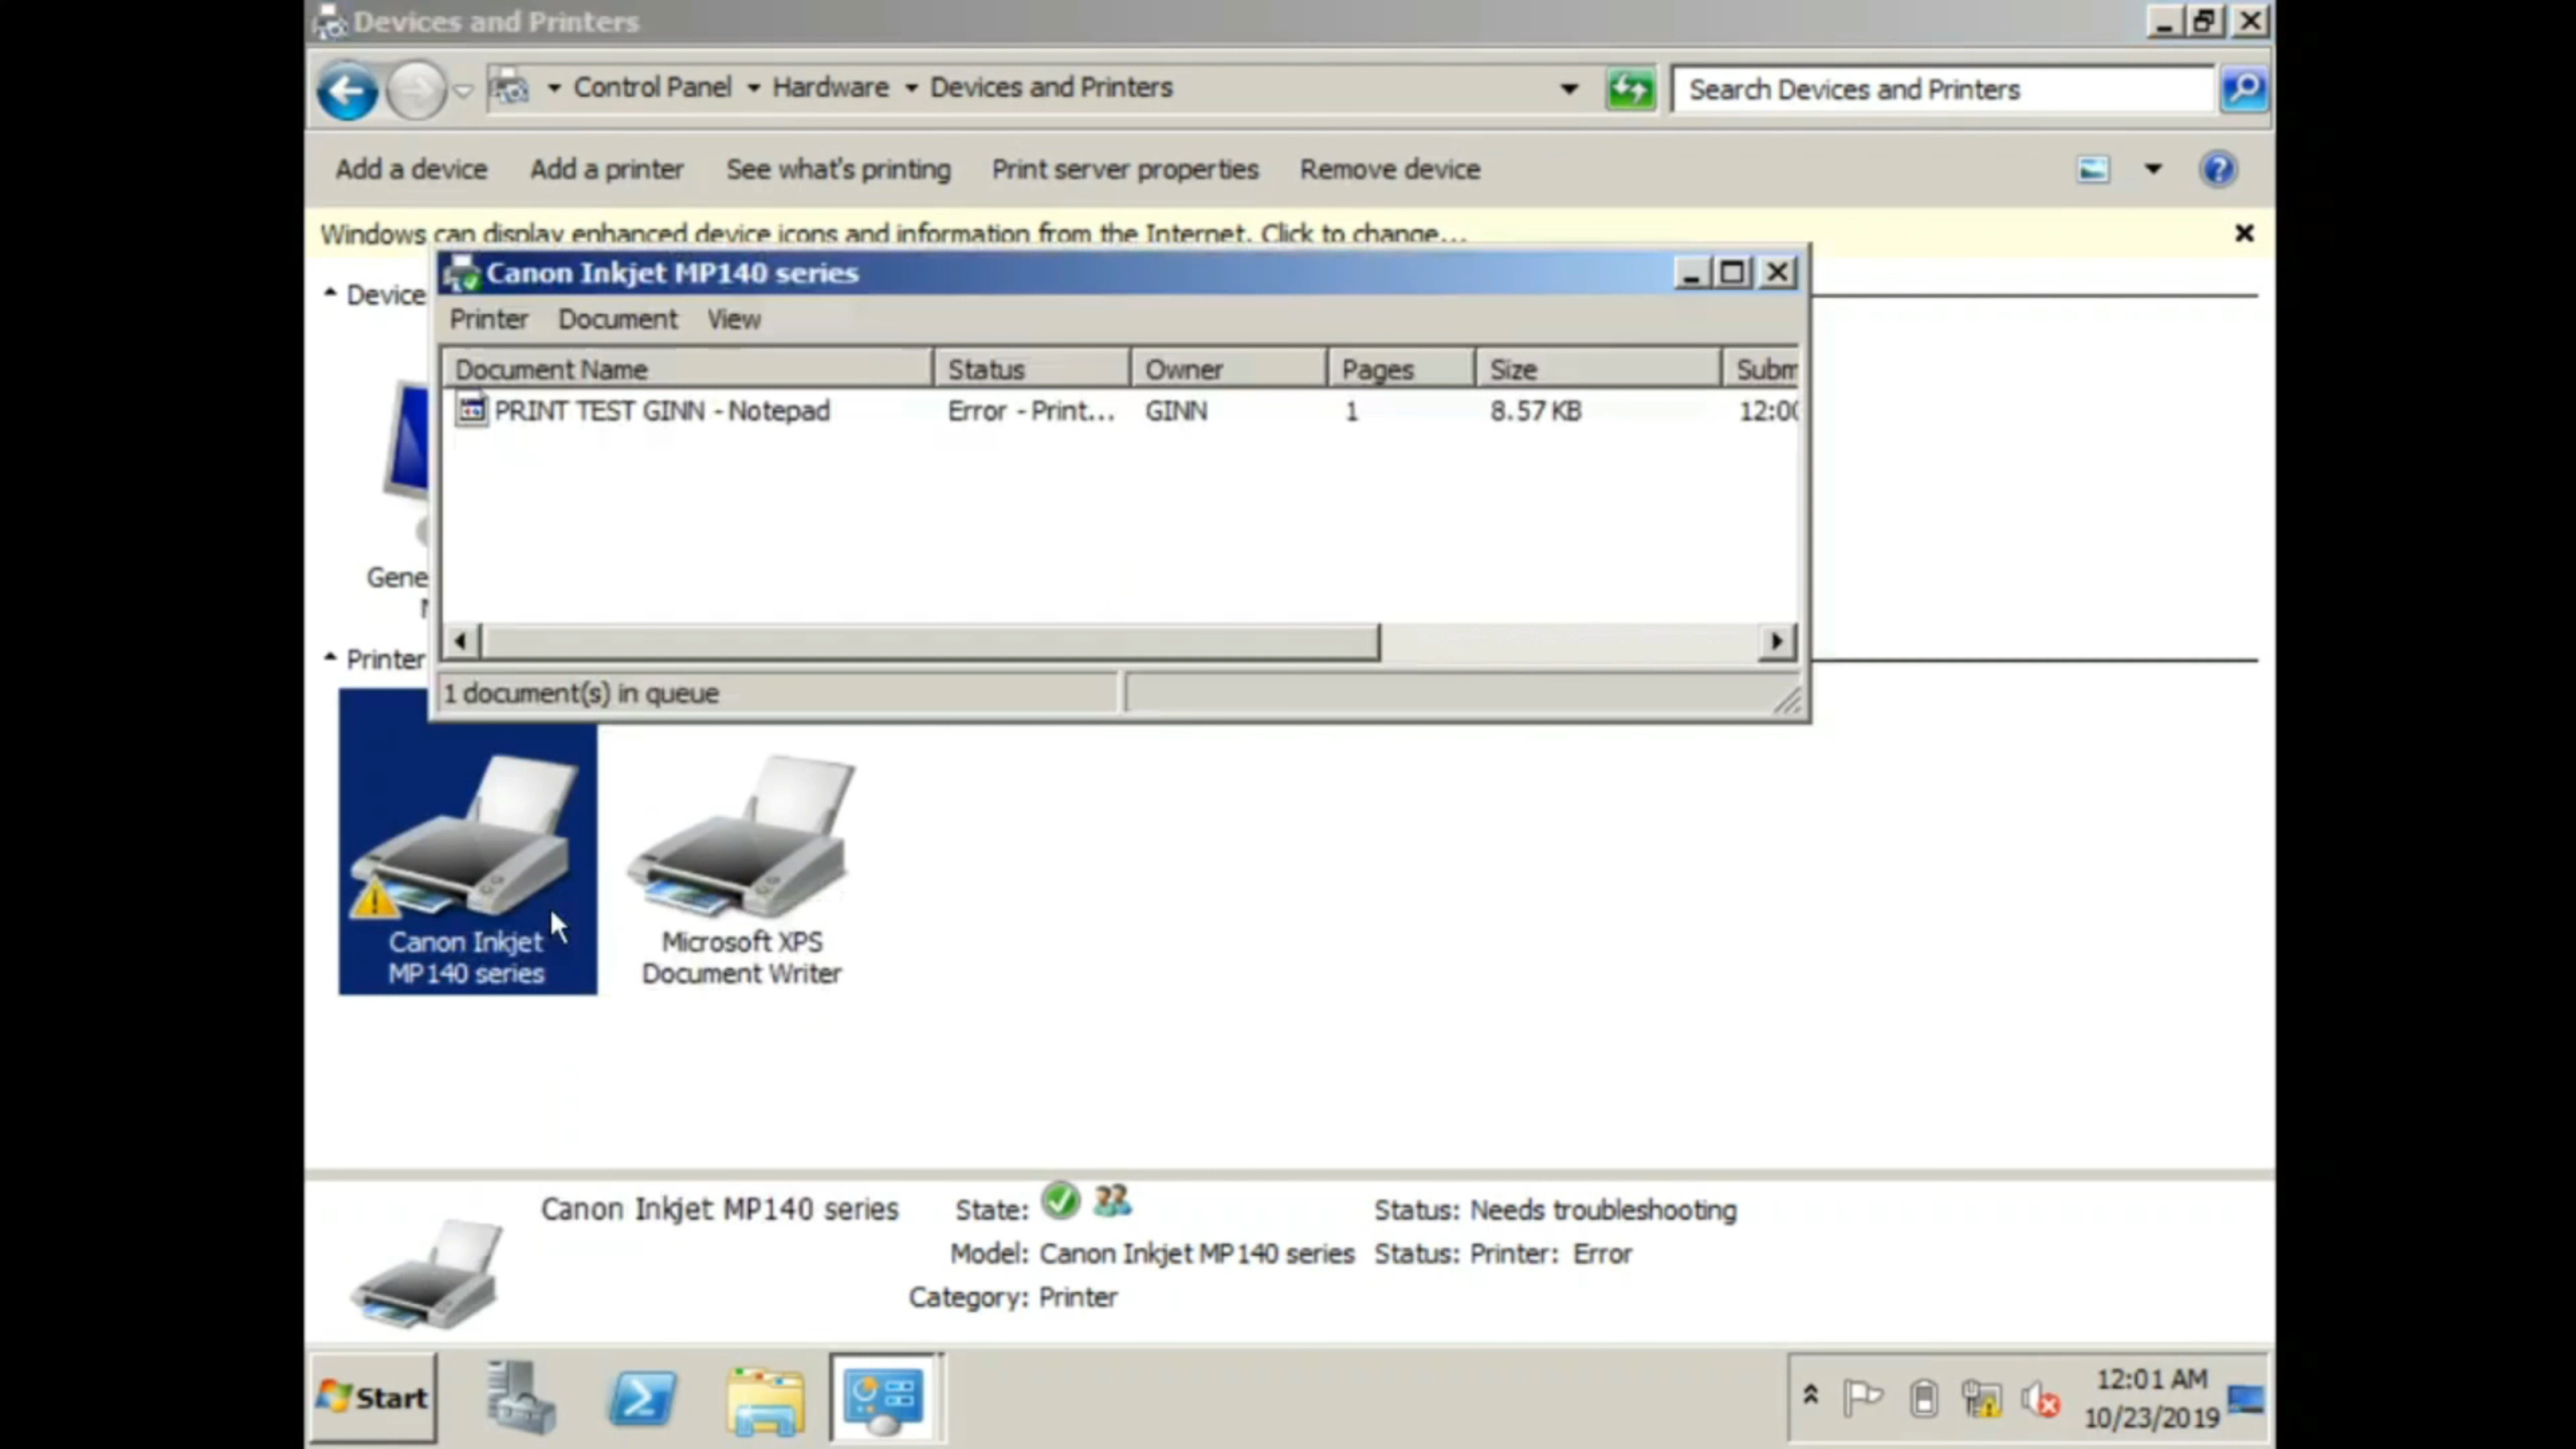 Devices and Printers
Control Panel Hardware Devices and Printers
Search Devices and Printers
Add a device Add a printer See what's printing Print server properties Remove device
Windows can display enhanced device icons and information from the Internet. Click to change...
Device
Canon Inkjet MP140 series
Printer Document View
Document Name Status Owner Pages Size Subm
PRINT TEST GINN - Notepad Error - Print... GINN 1 8.57 KB 12:00
Gene
Printer
1 document(s) in queue
Canon Inkjet
MP140 series
Microsoft XPS
Document Writer
Canon Inkjet MP140 series State: Status: Needs troubleshooting
Model: Canon Inkjet MP140 series Status: Printer: Error
Category: Printer
Start
12:01 AM
10/23/2019